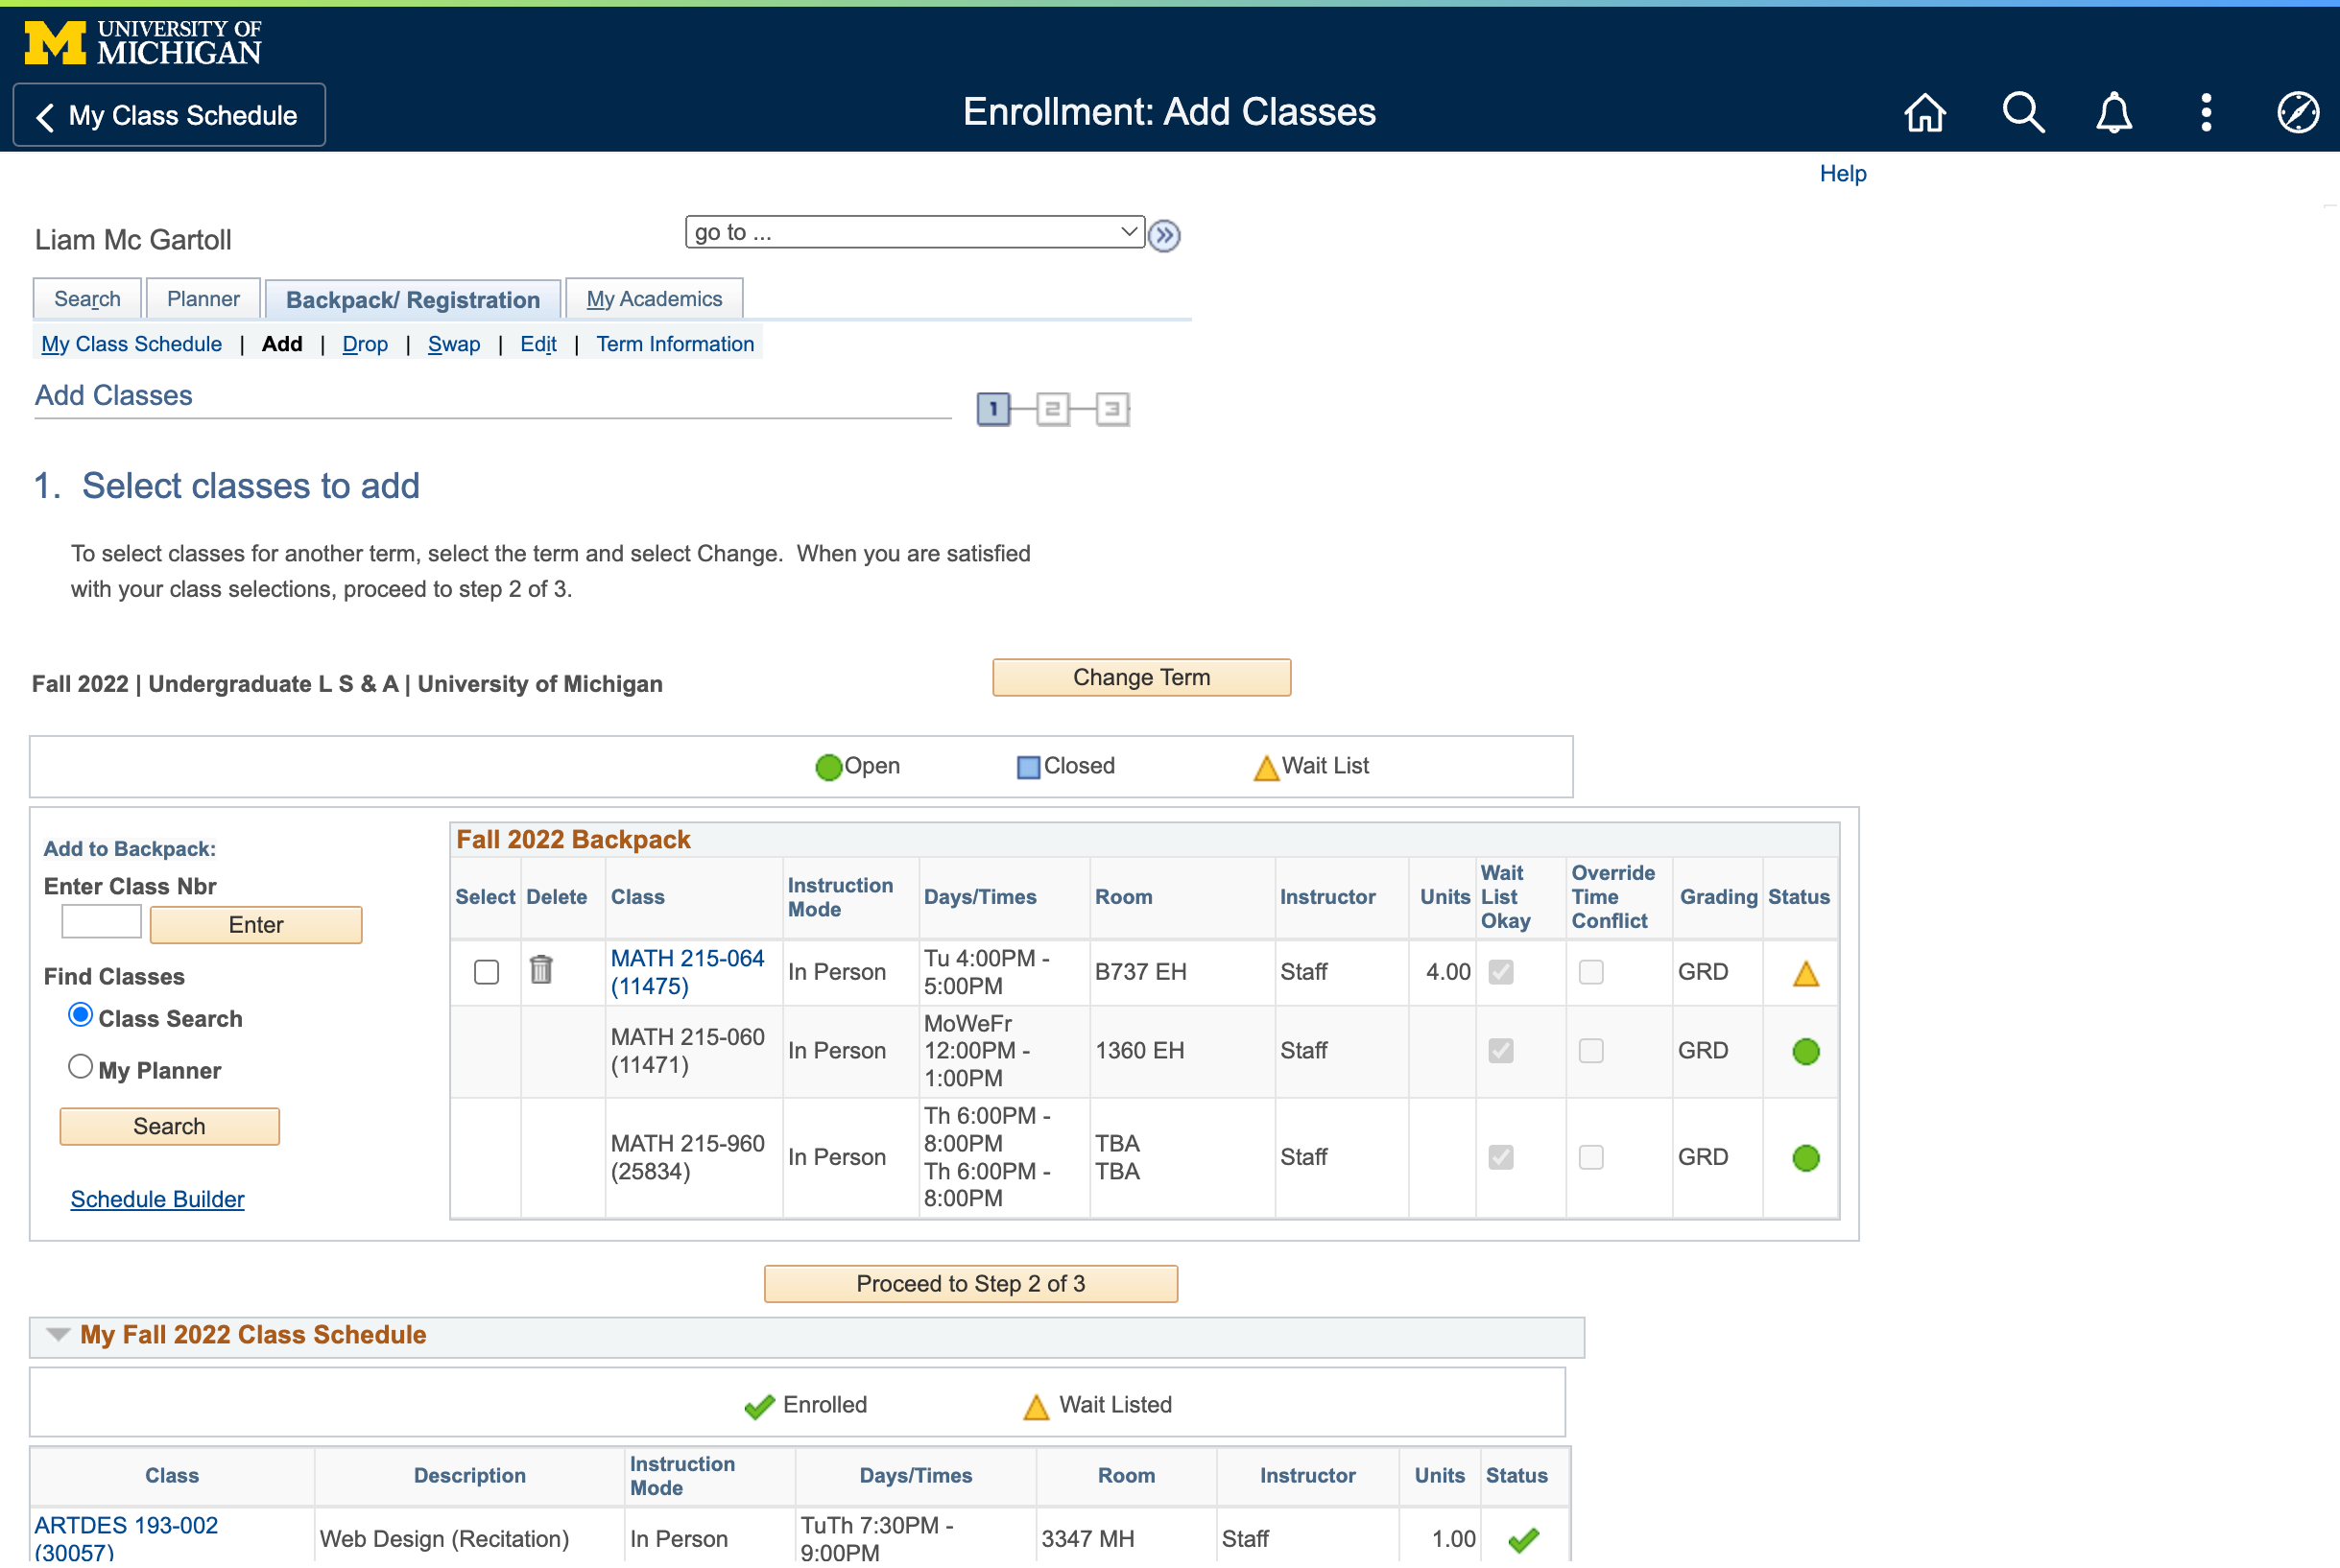 UNIVERSITY OF
MICHIGAN
My Class Schedule
Enrollment: Add Classes
Help
Liam Mc Gartoll
go to ...
Search
Planner
Backpack/ Registration
My Academics
My Class Schedule | Add | Drop | Swap | Edit | Term Information
Add Classes
1
2
3
1. Select classes to add
To select classes for another term, select the term and select Change. When you are satisfied
with your class selections, proceed to step 2 of 3.
Fall 2022 | Undergraduate L S & A | University of Michigan
Change Term
Open
Closed
Wait List
Add to Backpack:
Enter Class Nbr
Enter
Find Classes
Class Search
My Planner
Search
Schedule Builder
Fall 2022 Backpack
Select
Delete
Class
Instruction
Mode
Days/Times
Room
Instructor
Units
Wait
List
Okay
Override
Time
Conflict
Grading
Status
MATH 215-064
(11475)
In Person
Tu 4:00PM -
5:00PM
B737 EH
Staff
4.00
GRD
MATH 215-060
(11471)
In Person
MoWeFr
12:00PM -
1:00PM
1360 EH
Staff
GRD
MATH 215-960
(25834)
In Person
Th 6:00PM -
8:00PM
Th 6:00PM -
8:00PM
TBA
TBA
Staff
GRD
Proceed to Step 2 of 3
My Fall 2022 Class Schedule
Enrolled
Wait Listed
Class
Description
Instruction
Mode
Days/Times
Room
Instructor
Units
Status
ARTDES 193-002
(30057)
Web Design (Recitation)
In Person
TuTh 7:30PM -
9:00PM
3347 MH
Staff
1.00